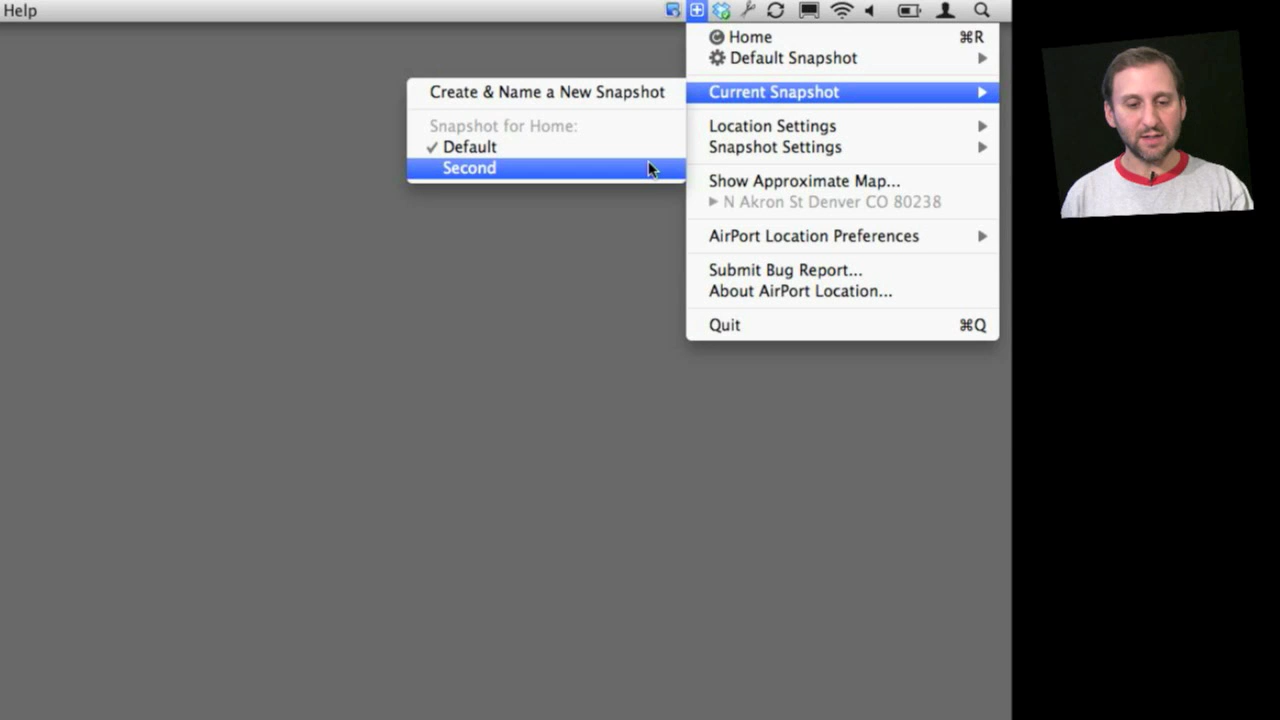 Help
Home ⌘R
Default Snapshot
Create & Name a New Snapshot
Current Snapshot
Snapshot for Home:
Default
Second
Location Settings
Snapshot Settings
Show Approximate Map...
N Akron St Denver CO 80238
AirPort Location Preferences
Submit Bug Report...
About AirPort Location...
Quit ⌘Q